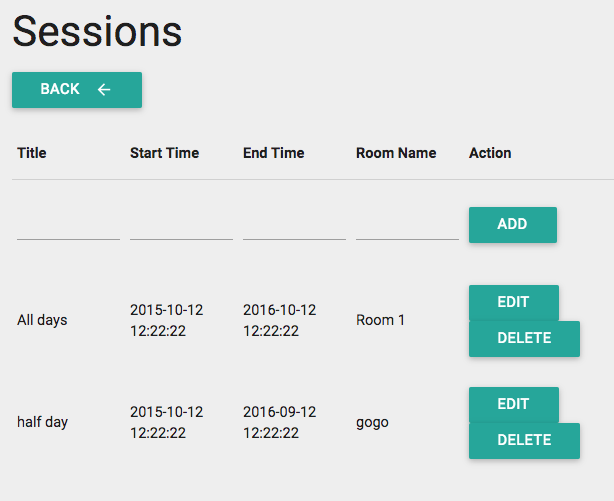 Sessions
BACK ←
Title Start Time End Time Room Name Action
ADD
All days 2015-10-12 12:22:22 2016-10-12 12:22:22 Room 1 EDIT DELETE
half day 2015-10-12 12:22:22 2016-09-12 12:22:22 gogo EDIT DELETE